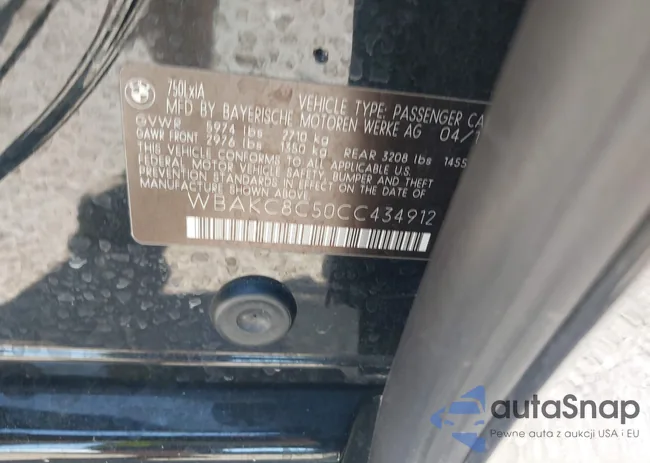 BMW
750LxIA
VEHICLE TYPE: PASSENGER CA
MFD BY BAYERISCHE MOTOREN WERKE AG 04/1
GVWR 5974 lbs 2710 kg
GAWR FRONT 2976 lbs 1350 REAR 3208 lbs 1455
THIS VEHICLE CONFORMS TO ALL APPLICABLE U.S.
FEDERAL MOTOR VEHICLE SAFETY, BUMPER AND THEFT
PREVENTION STANDARDS IN EFFECT ON THE DATE OF
MANUFACTURE SHOWN ABOVE
WBAKC8C50CC434912
autaSnap
Pewne auta z aukcji USA i EU